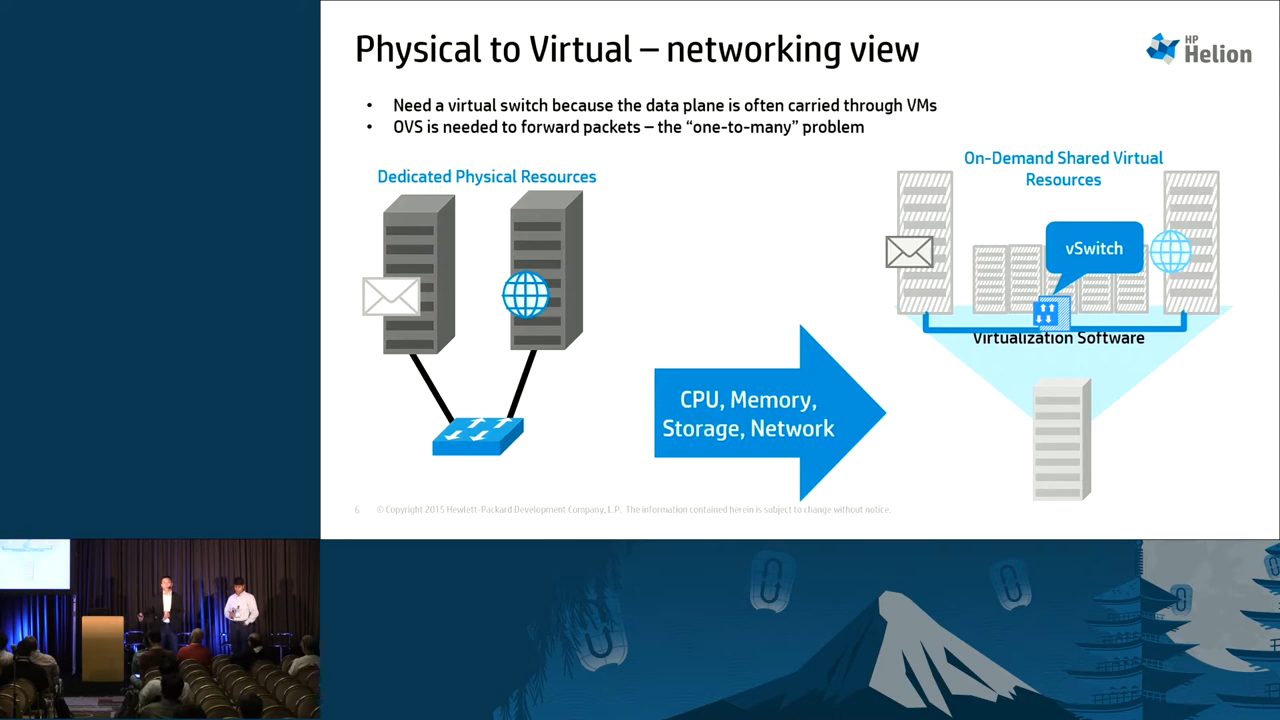 Physical to Virtual – networking view
HP
Helion
• Need a virtual switch because the data plane is often carried through VMs
• OVS is needed to forward packets – the “one-to-many” problem
Dedicated Physical Resources
On-Demand Shared Virtual
Resources
vSwitch
Virtualization Software
CPU, Memory,
Storage, Network
6 © Copyright 2015 Hewlett-Packard Development Company, L.P. The information contained herein is subject to change without notice.